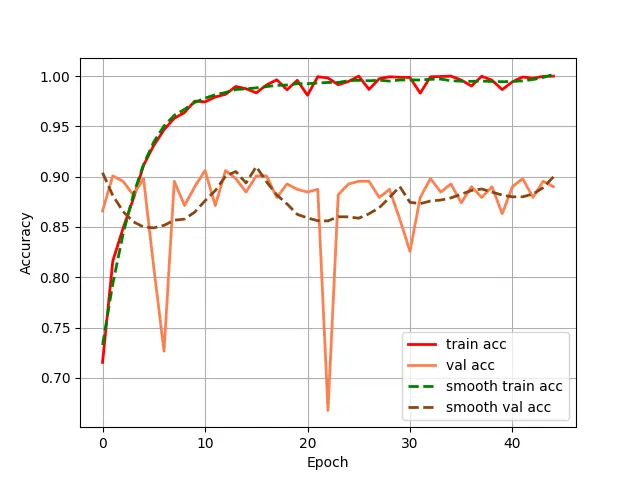 1.00
0.95
0.90
0.85
0.80
0.75
0.70
Accuracy
0
10
20
30
40
Epoch
train acc
val acc
smooth train acc
smooth val acc